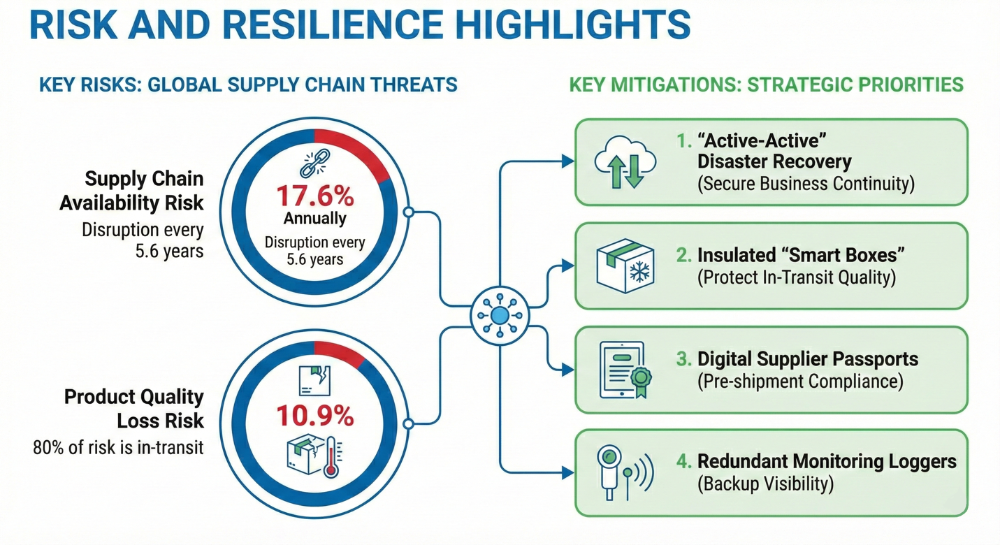 RISK AND RESILIENCE HIGHLIGHTS
KEY RISKS: GLOBAL SUPPLY CHAIN THREATS
Supply Chain
Availability Risk
Disruption every
5.6 years
17.6%
Annually
Disruption every
5.6 years
Product Quality
Loss Risk
80% of risk is in-transit
10.9%
KEY MITIGATIONS: STRATEGIC PRIORITIES
1. “Active-Active”
Disaster Recovery
(Secure Business Continuity)
2. Insulated “Smart Boxes”
(Protect In-Transit Quality)
3. Digital Supplier Passports
(Pre-shipment Compliance)
4. Redundant Monitoring Loggers
(Backup Visibility)